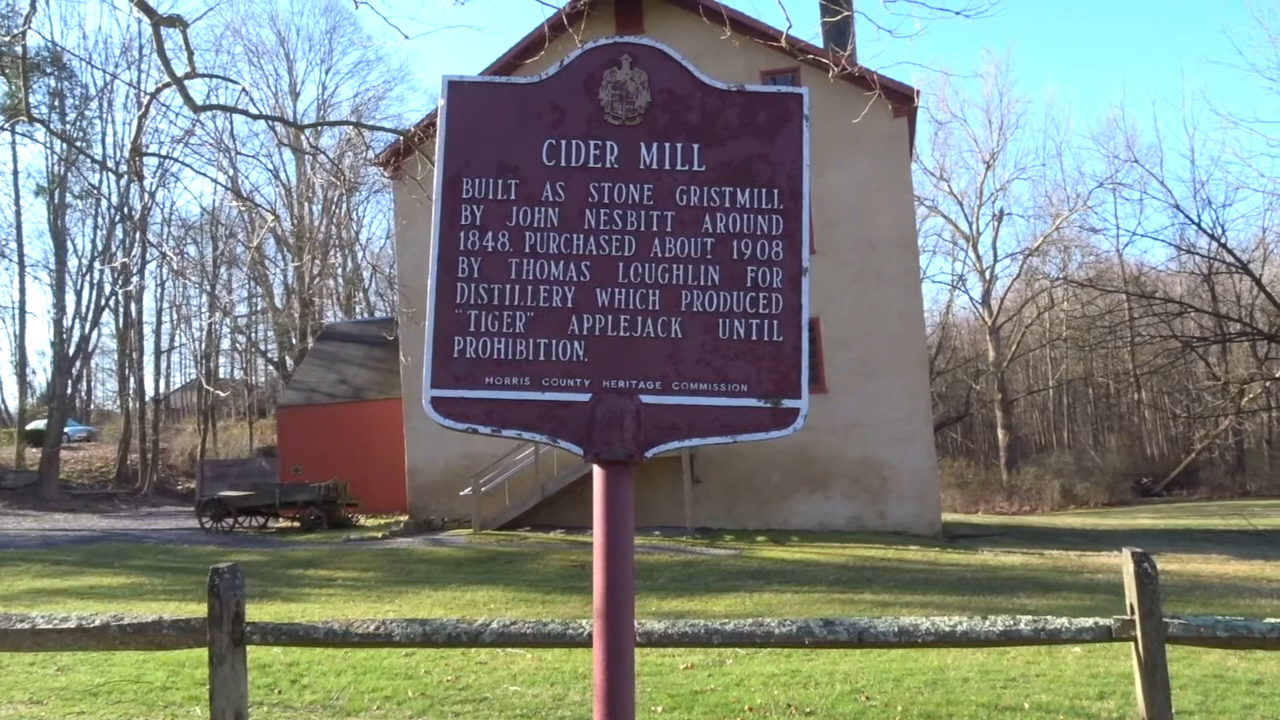 CIDER MILL
BUILT AS STONE GRISTMILL
BY JOHN NESBITT AROUND
1848. PURCHASED ABOUT 1908
BY THOMAS LOUGHLIN FOR
DISTILLERY WHICH PRODUCED
"TIGER" APPLEJACK UNTIL
PROHIBITION.
MORRIS COUNTY HERITAGE COMMISSION